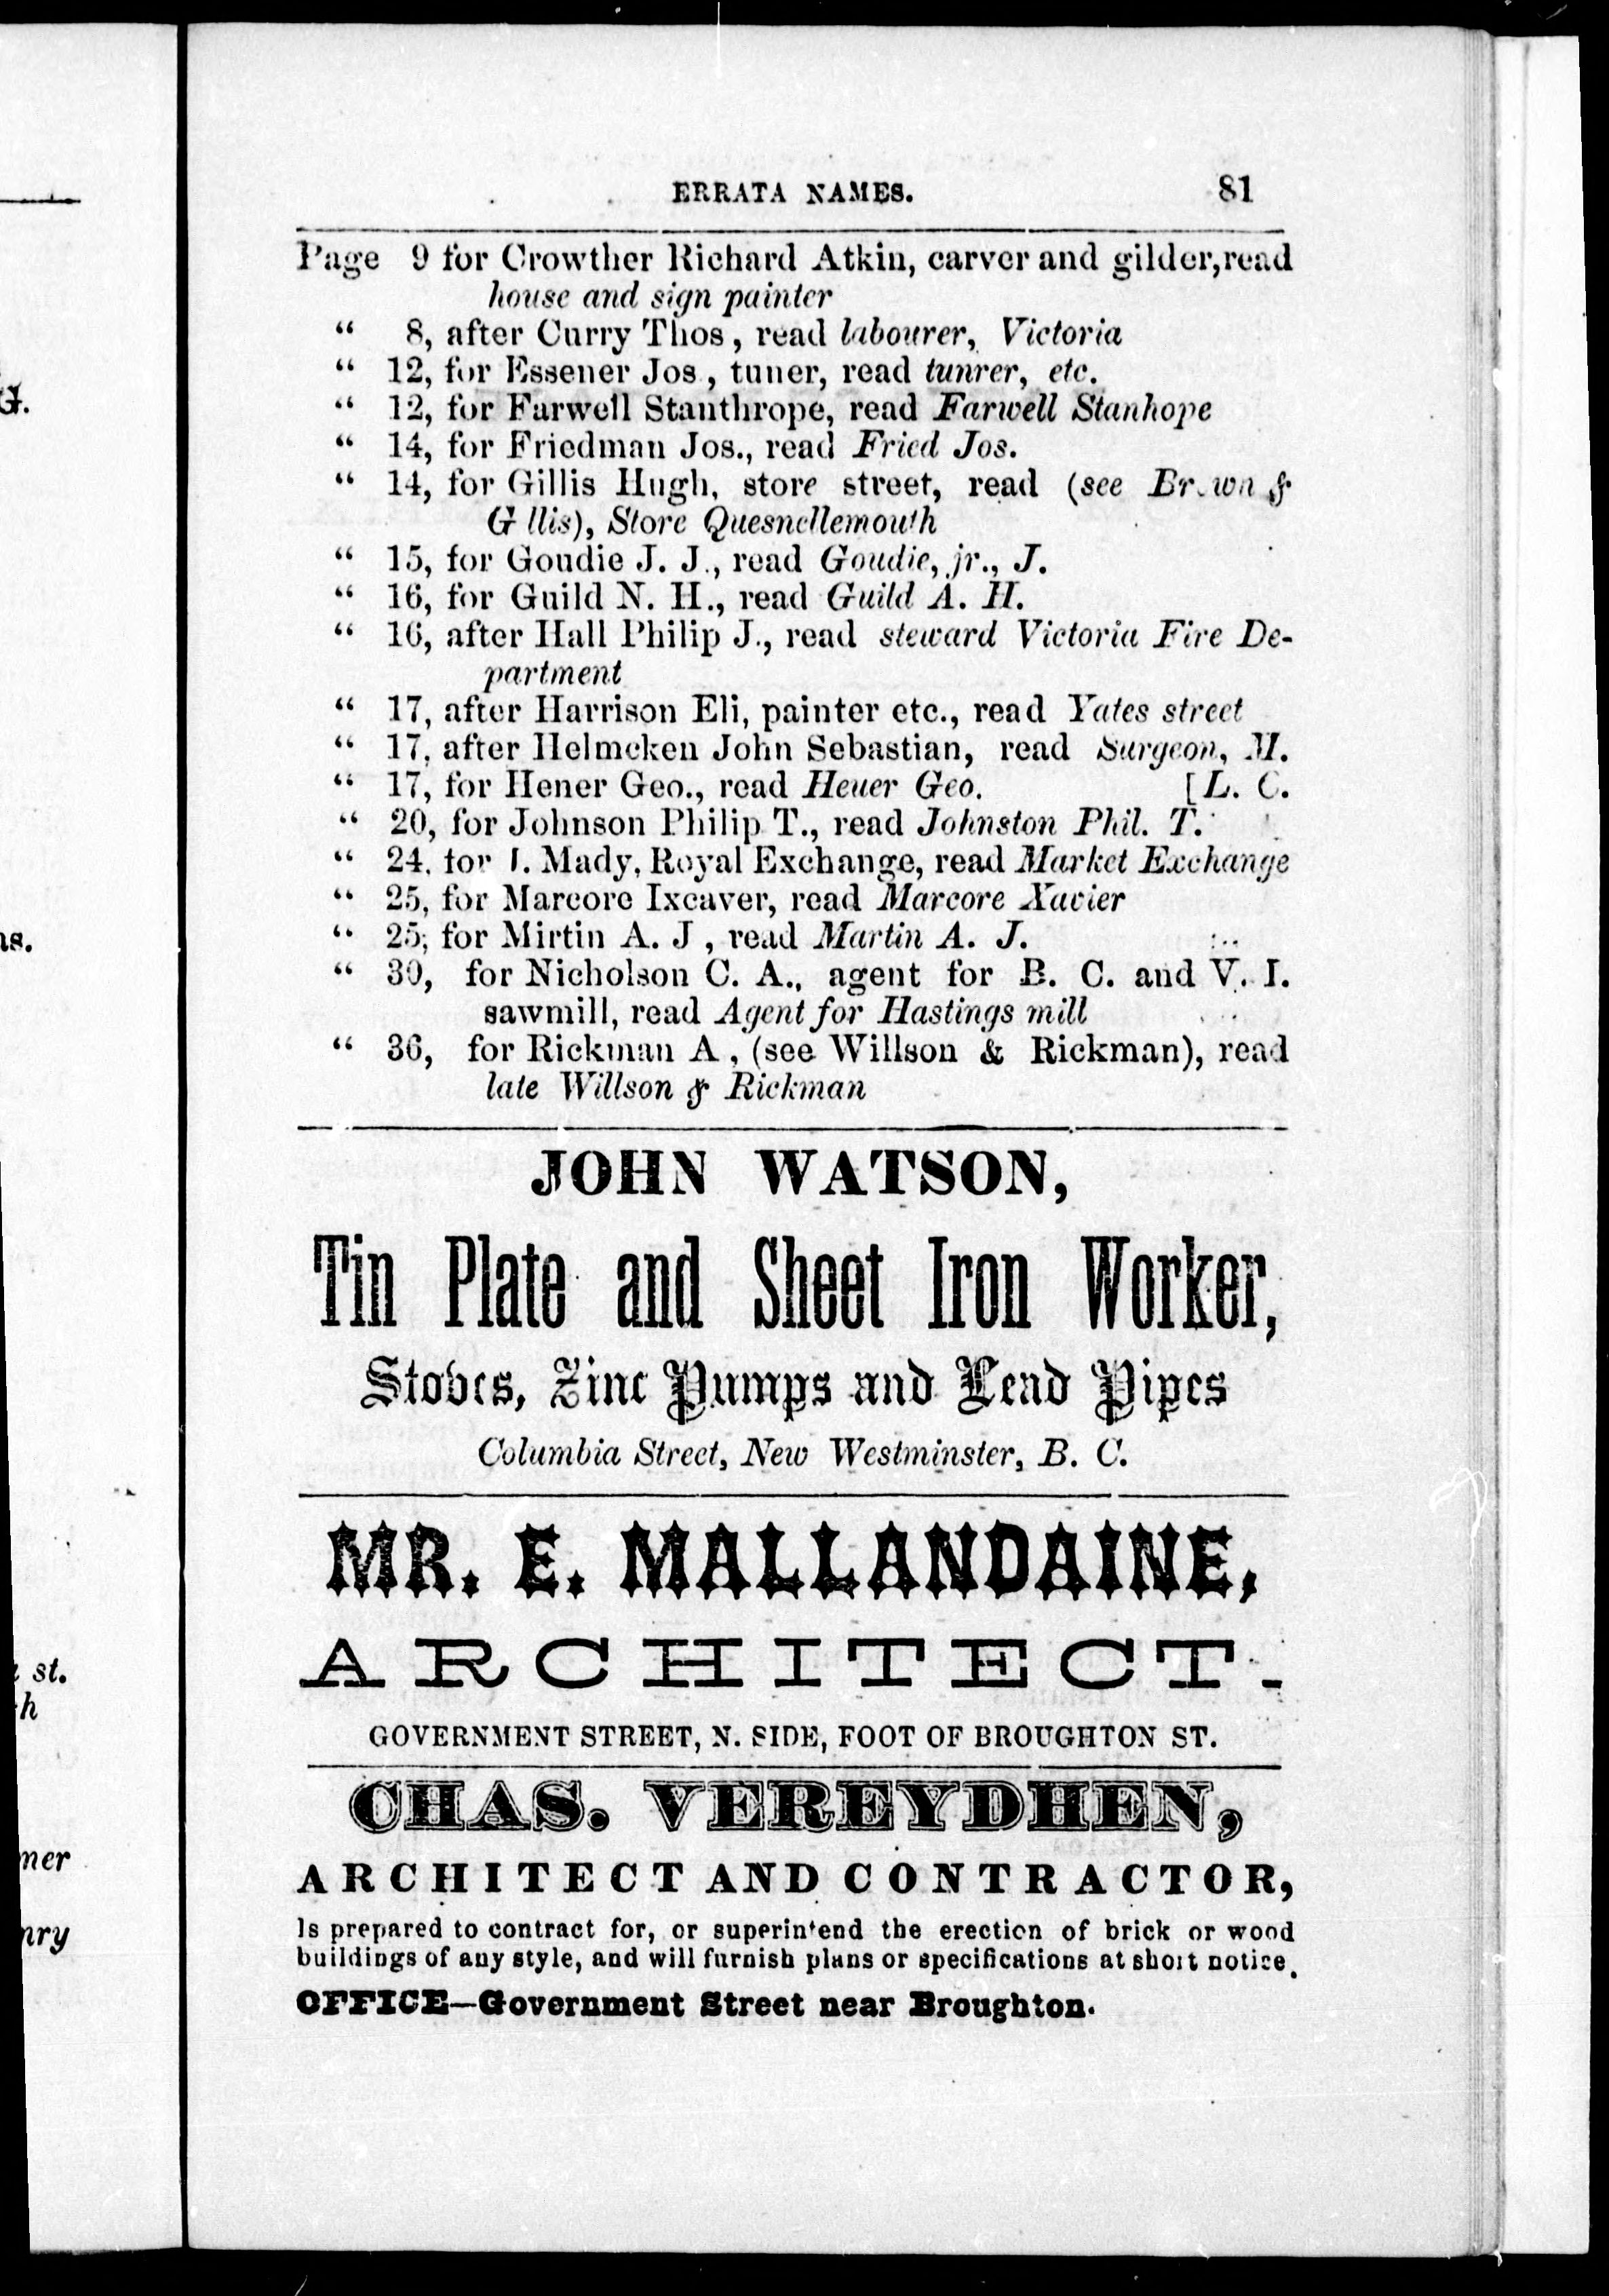 ERRATA NAMES. 81
Page 9 for Crowther Richard Atkin, carver and gilder, read
house and sign painter
“ 8, after Curry Thos, read labourer, Victoria
“ 12, for Essener Jos., tuner, read tunrer, etc.
“ 12, for Farwell Stanthrope, read Farwell Stanhope
“ 14, for Friedman Jos., read Fried Jos.
“ 14, for Gillis Hugh, store street, read (see Br.wn &
G llis), Store Quesnellemouth
“ 15, for Goudie J. J., read Goudie, jr., J.
“ 16, for Guild N. H., read Guild A. H.
“ 16, after Hall Philip J., read steward Victoria Fire De-
partment
“ 17, after Harrison Eli, painter etc., read Yates street
“ 17, after Helmcken John Sebastian, read Surgeon, M.
“ 17, for Hener Geo., read Heuer Geo. [L. C.
“ 20, for Johnson Philip T., read Johnston Phil. T.
“ 24, for J. Mady, Royal Exchange, read Market Exchange
“ 25, for Marcore Ixcaver, read Marcore Xavier
“ 25, for Mirtin A. J, read Martin A. J.
“ 30, for Nicholson C. A., agent for B. C. and V. I.
sawmill, read Agent for Hastings mill
“ 36, for Rickman A, (see Willson & Rickman), read
late Willson & Rickman
JOHN WATSON,
Tin Plate and Sheet Iron Worker,
Stoves, Zinc Pumps and Lead Pipes
Columbia Street, New Westminster, B. C.
MR. E. MALLANDAINE,
ARCHITECT.
GOVERNMENT STREET, N. SIDE, FOOT OF BROUGHTON ST.
CHAS. VEREYDHEN,
ARCHITECT AND CONTRACTOR,
Is prepared to contract for, or superintend the erection of brick or wood
buildings of any style, and will furnish plans or specifications at short notice.
OFFICE—Government Street near Broughton.
G.
as.
st.
h
ner
nry